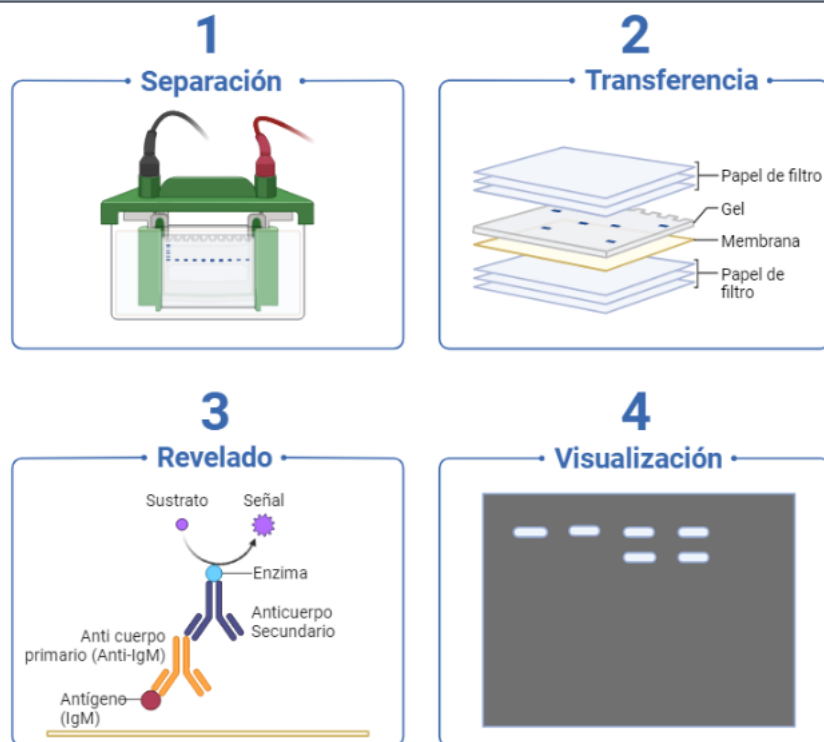 1
Separación
2
Transferencia
Papel de filtro
Gel
Membrana
Papel de
filtro
3
Revelado
Sustrato
Señal
Enzima
Anticuerpo
Secundario
Anti cuerpo
primario (Anti-IgM)
Antígeno
(IgM)
4
Visualización